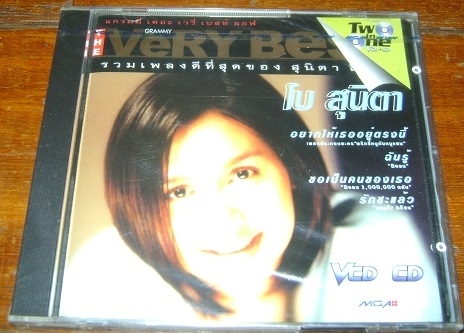 แกรมมี่ เดอะ เวรี่ เบสท์ ออฟ
GRAMMY
THE
VeRY Bes
Two
in
One
รวมเพลงดีที่สุดของ สุนิตา
โบ สุนิตา
อยากให้เธออยู่ตรงนี้
ฉันรู้
ขอเป็นคนของเธอ
รักซะแล้ว
VCD CD
MGA